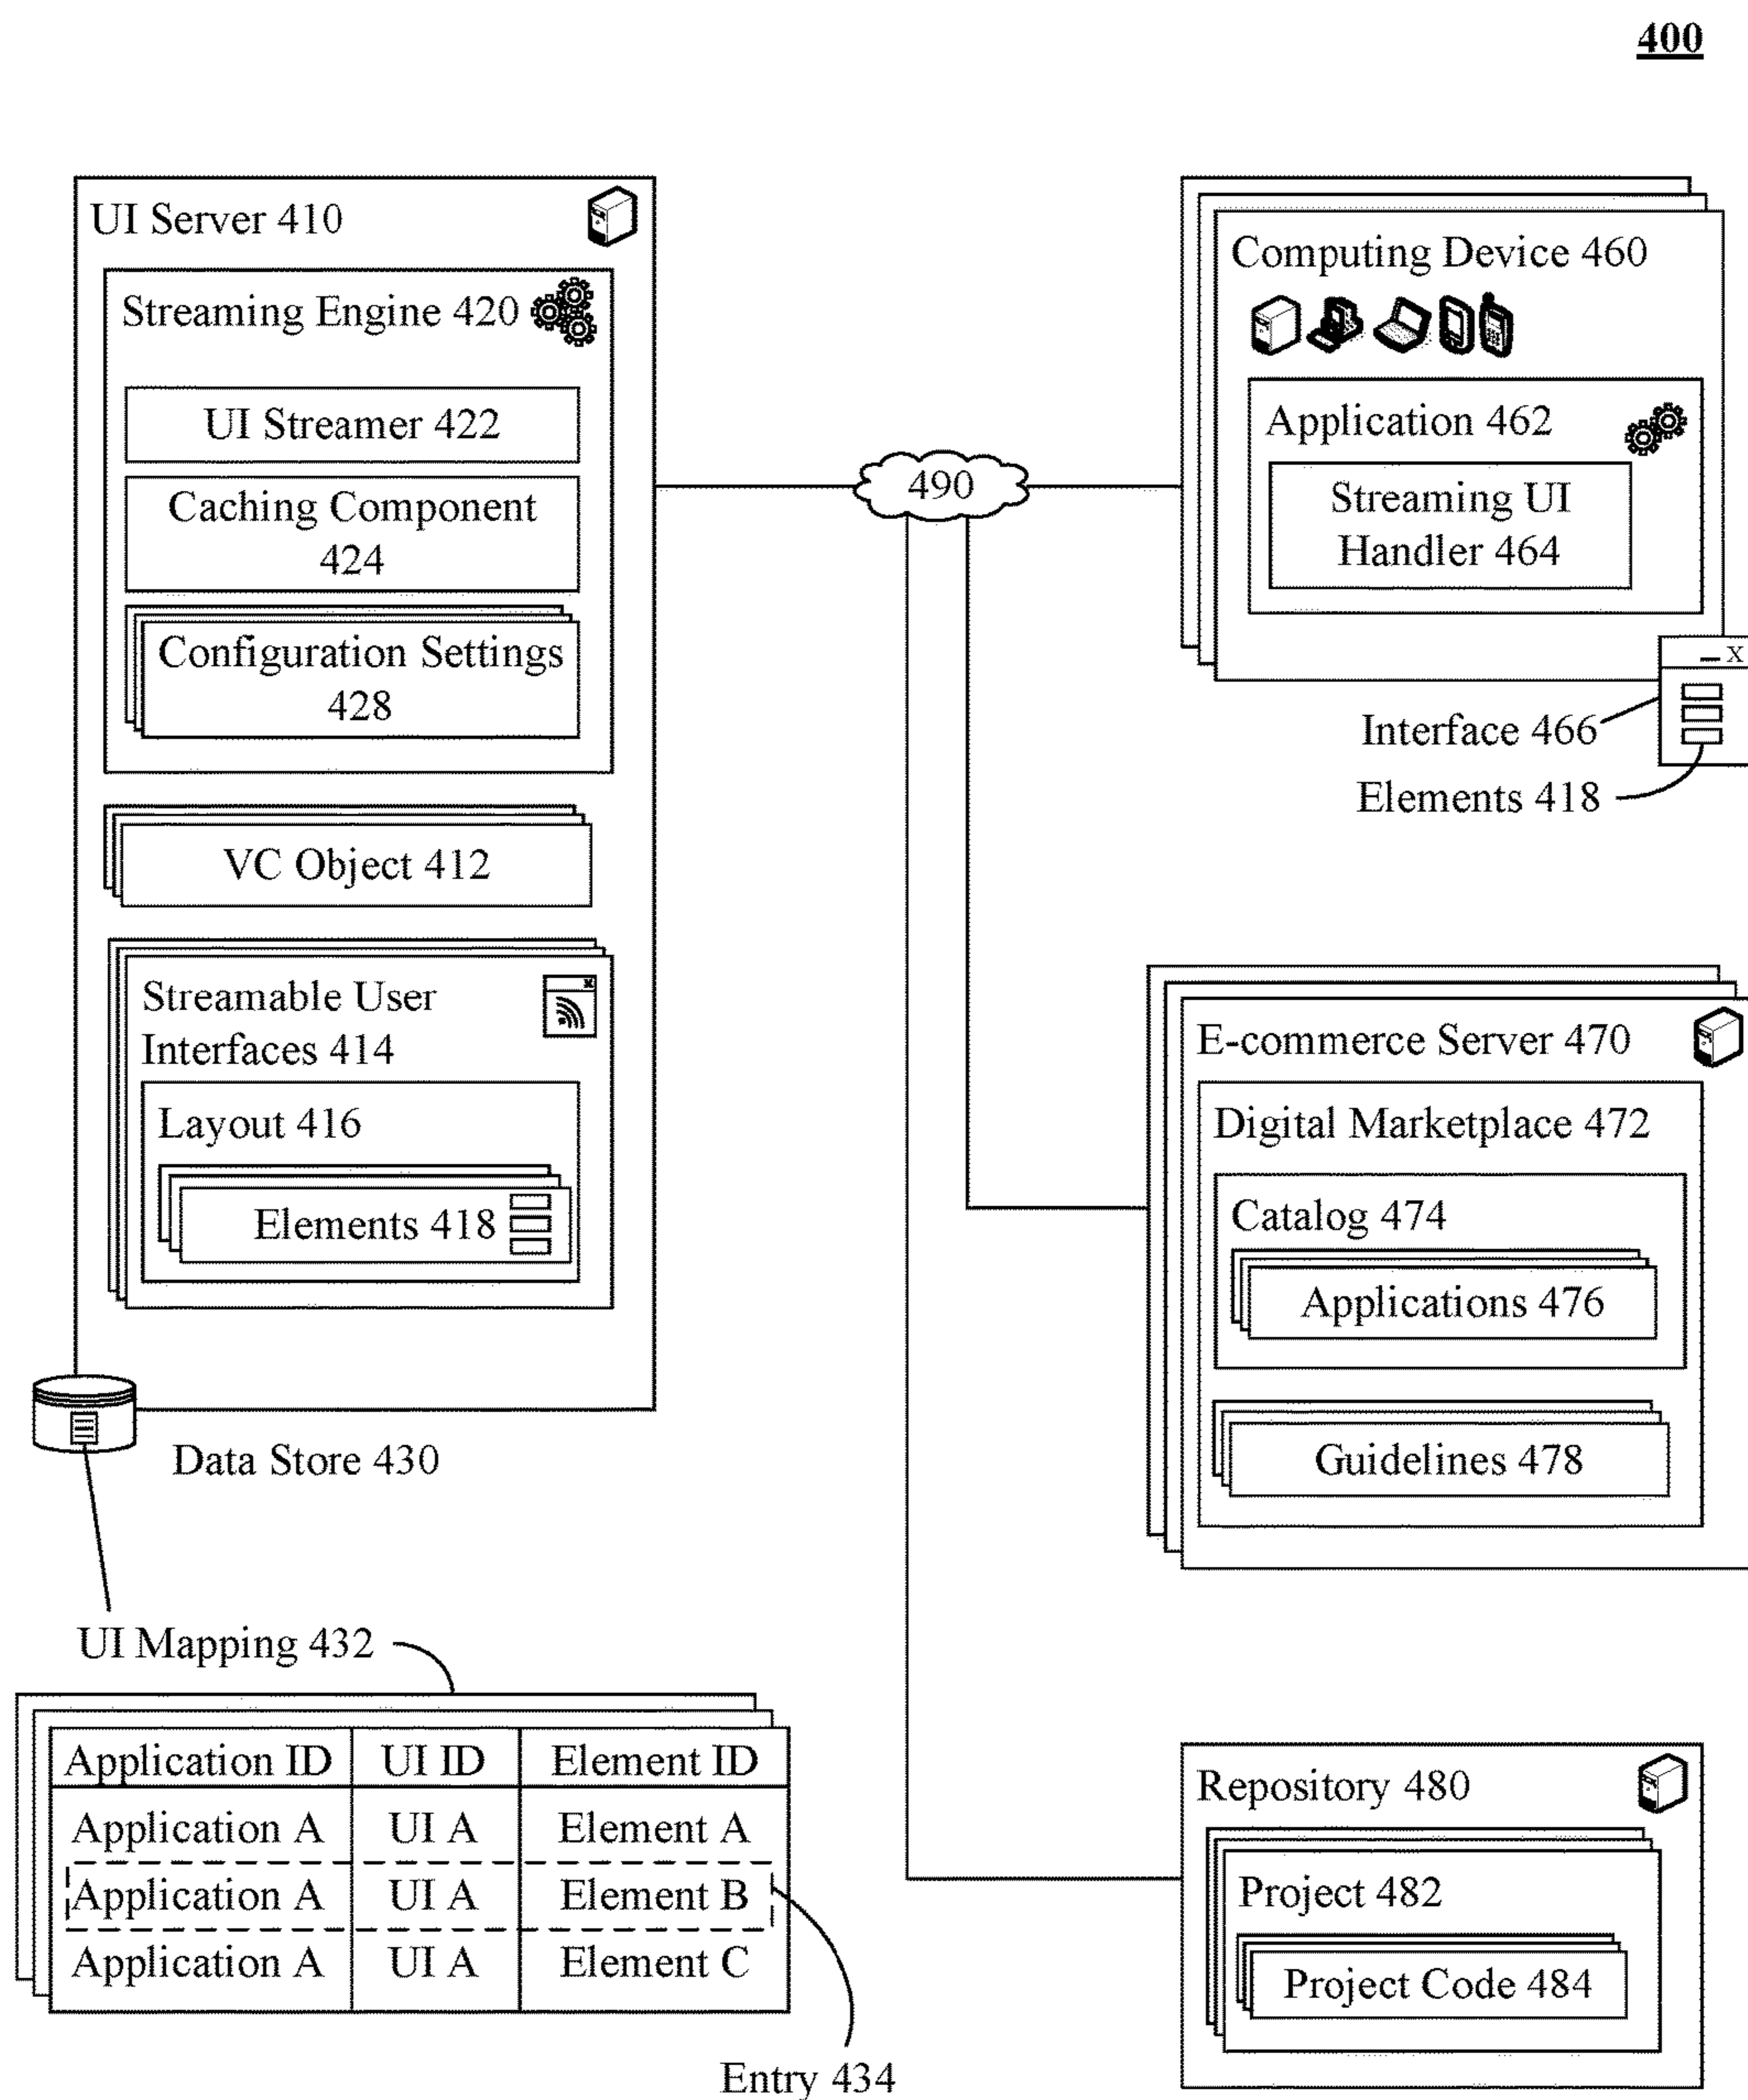 400
UI Server 410
Streaming Engine 420
UI Streamer 422
Caching Component
424
Configuration Settings
428
VC Object 412
Streamable User
Interfaces 414
Layout 416
Elements 418
Data Store 430
UI Mapping 432
Application ID UI ID Element ID
Application A UI A Element A
Application A UI A Element B
Application A UI A Element C
Entry 434
490
Computing Device 460
Application 462
Streaming UI
Handler 464
X
Interface 466
Elements 418
E-commerce Server 470
Digital Marketplace 472
Catalog 474
Applications 476
Guidelines 478
Repository 480
Project 482
Project Code 484